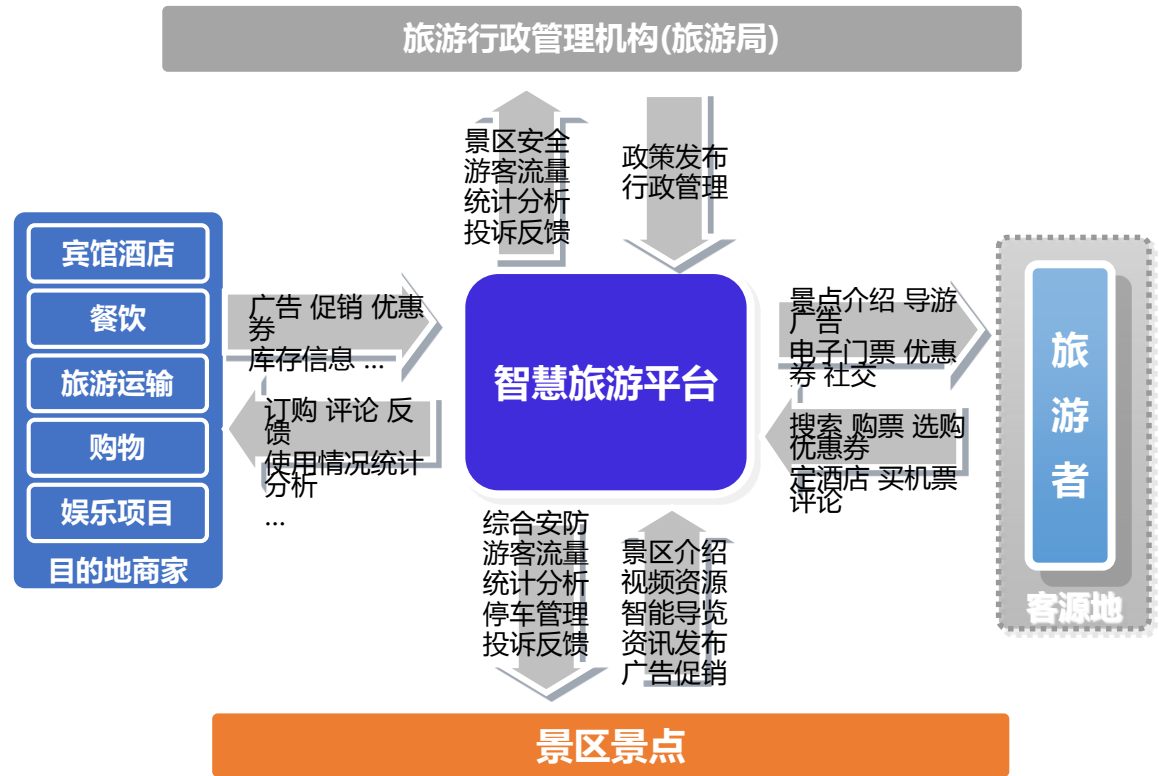 旅游行政管理机构(旅游局)
景区安全
游客流量
统计分析
投诉反馈
政策发布
行政管理
宾馆酒店
餐饮
旅游运输
购物
娱乐项目
目的地商家
广告 促销 优惠
券
库存信息 ...
订购 评论 反
馈
使用情况统计
分析
...
智慧旅游平台
景点介绍 导游
广告
电子门票 优惠
券 社交
搜索 购票 选购
优惠券
定酒店 买机票
评论
旅
游
者
客源地
综合安防
游客流量
统计分析
停车管理
投诉反馈
景区介绍
视频资源
智能导览
资讯发布
广告促销
景区景点